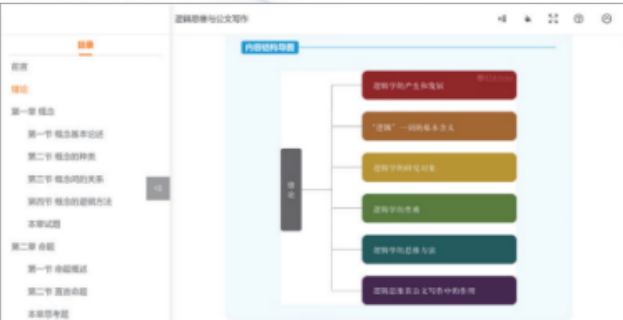 逻辑思维与公文写作
目录
前言
绪论
第一章 概念
第一节 概念基本论述
第二节 概念的种类
第三节 概念间的关系
第四节 概念的逻辑方法
本章试题
第二章 命题
第一节 命题概述
第二节 直言命题
本章思考题
内容结构导图
绪论
逻辑学的产生和发展
“逻辑”一词的基本含义
逻辑学的研究对象
逻辑学的性质
逻辑学的思维方法
逻辑思维在公文写作中的作用